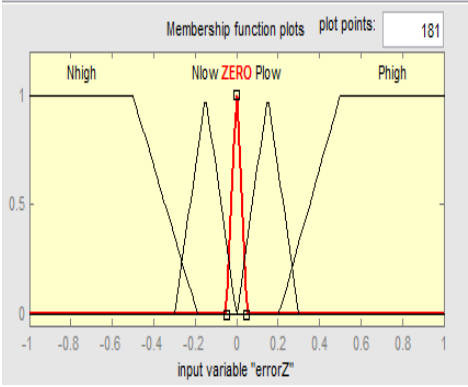 Membership function plots plot points: 181
Nhigh Nlow ZERO Plow Phigh
1
0.5
0
-1 -0.8 -0.6 -0.4 -0.2 0 0.2 0.4 0.6 0.8 1
input variable "errorZ"